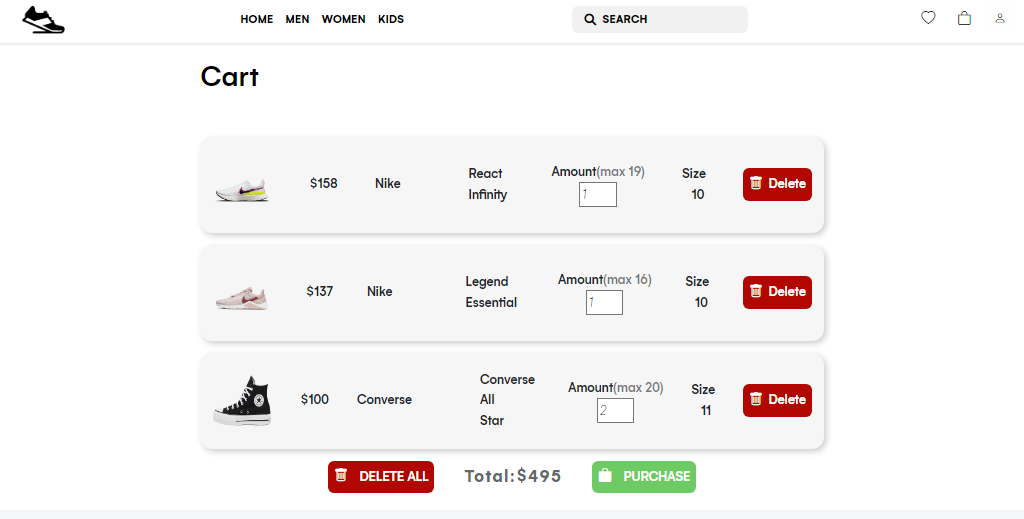 HOME MEN WOMEN KIDS SEARCH
Cart
$158 Nike React Infinity Amount(max 19) 1 Size 10 Delete
$137 Nike Legend Essential Amount(max 16) 1 Size 10 Delete
$100 Converse Converse All Star Amount(max 20) 2 Size 11 Delete
DELETE ALL Total:$495 PURCHASE